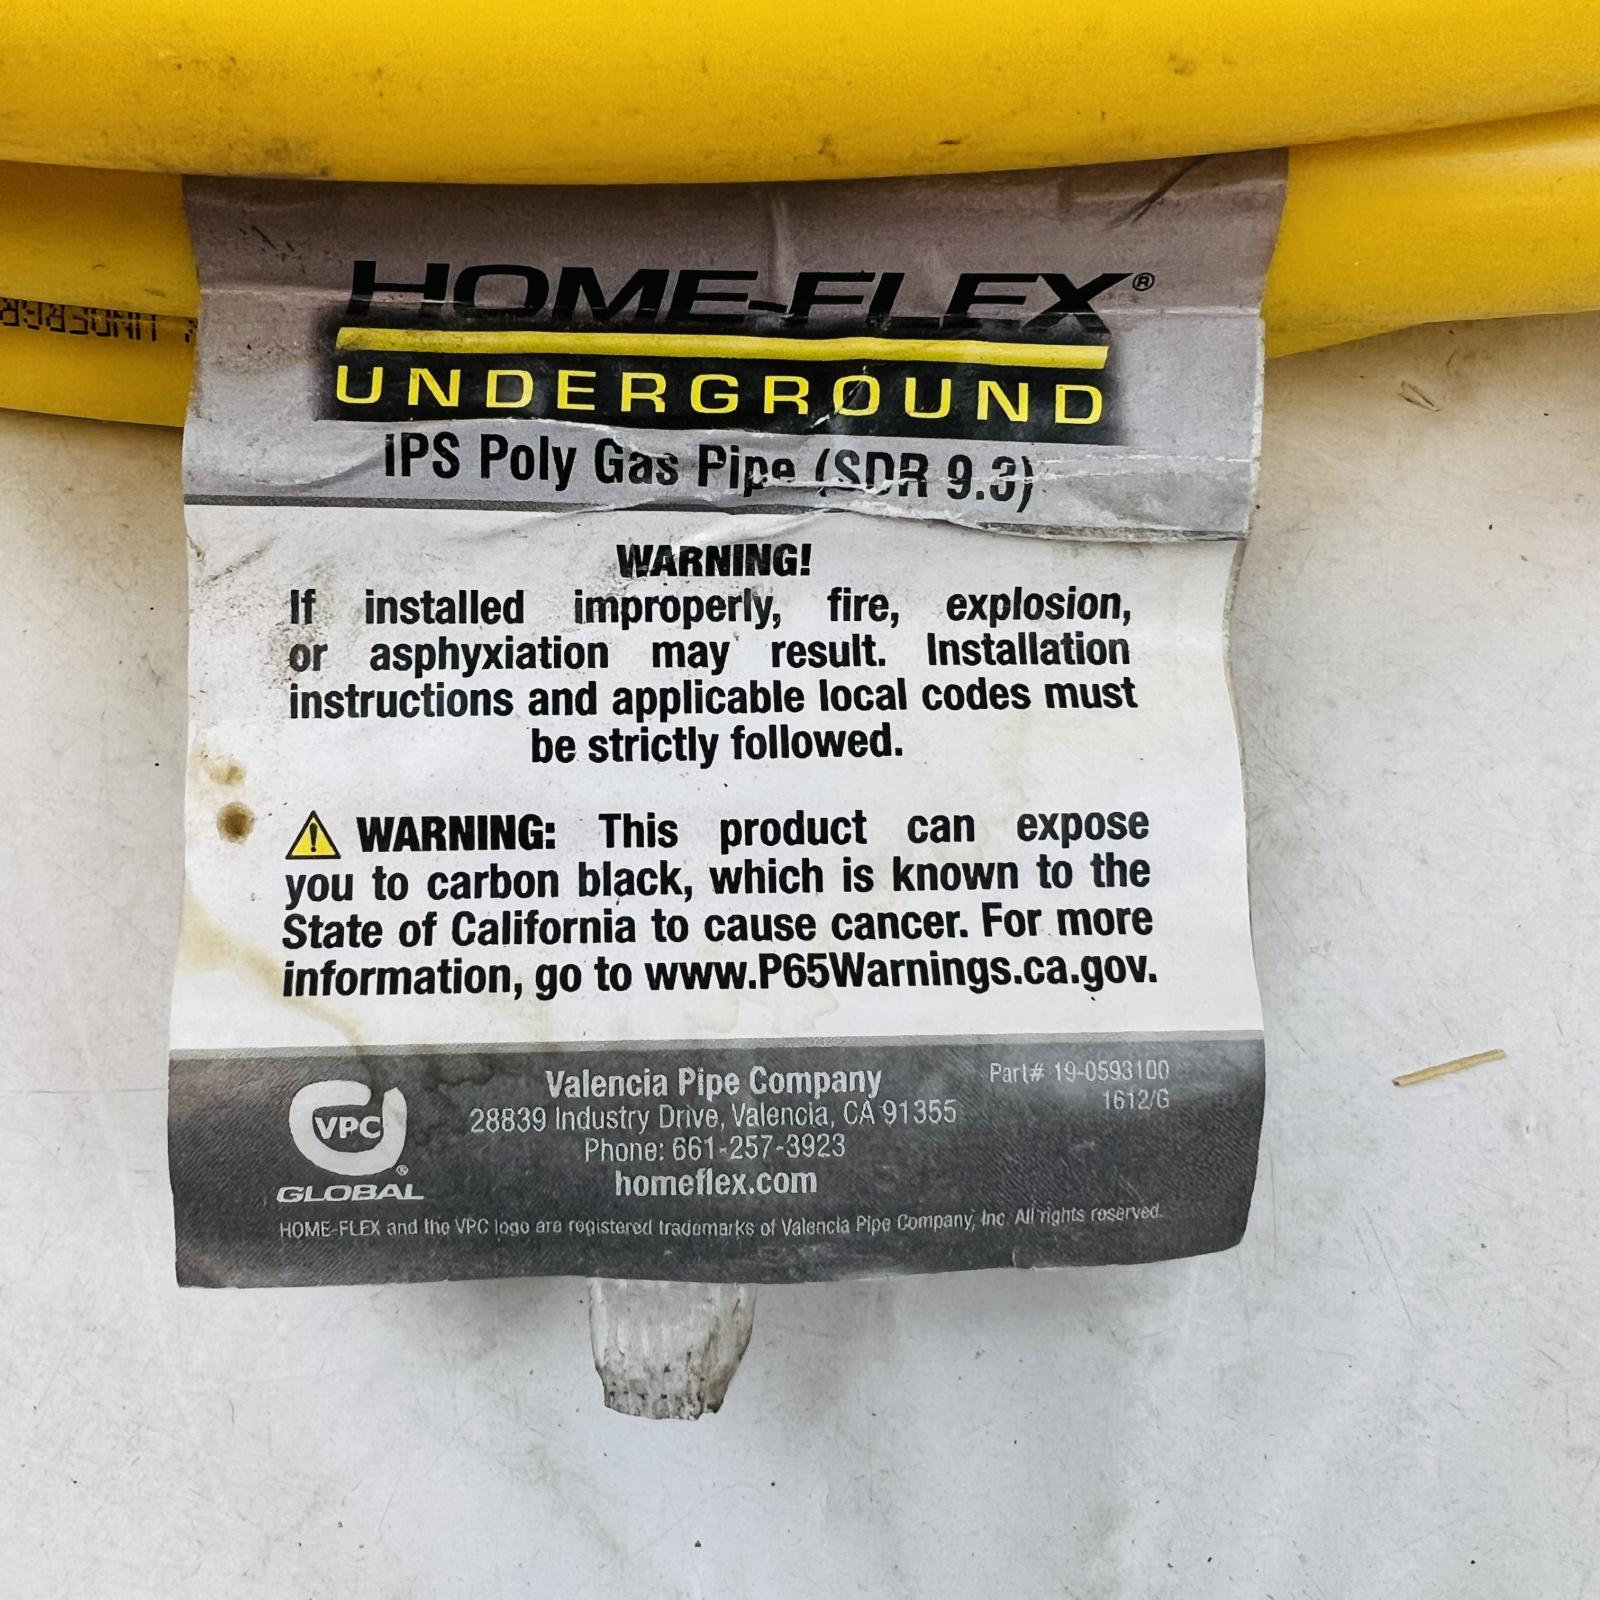 HOME-FLEX®
UNDERGROUND
IPS Poly Gas Pipe (SDR 9.3)
WARNING!
If installed improperly, fire, explosion,
or asphyxiation may result. Installation
instructions and applicable local codes must
be strictly followed.
WARNING: This product can expose
you to carbon black, which is known to the
State of California to cause cancer. For more
information, go to www.P65Warnings.ca.gov.
VPC
®
GLOBAL
Valencia Pipe Company
28839 Industry Drive, Valencia, CA 91355
Phone: 661-257-3923
homeflex.com
Part# 19-0593100
1612/G
HOME-FLEX and the VPC logo are registered trademarks of Valencia Pipe Company, Inc. All rights reserved.